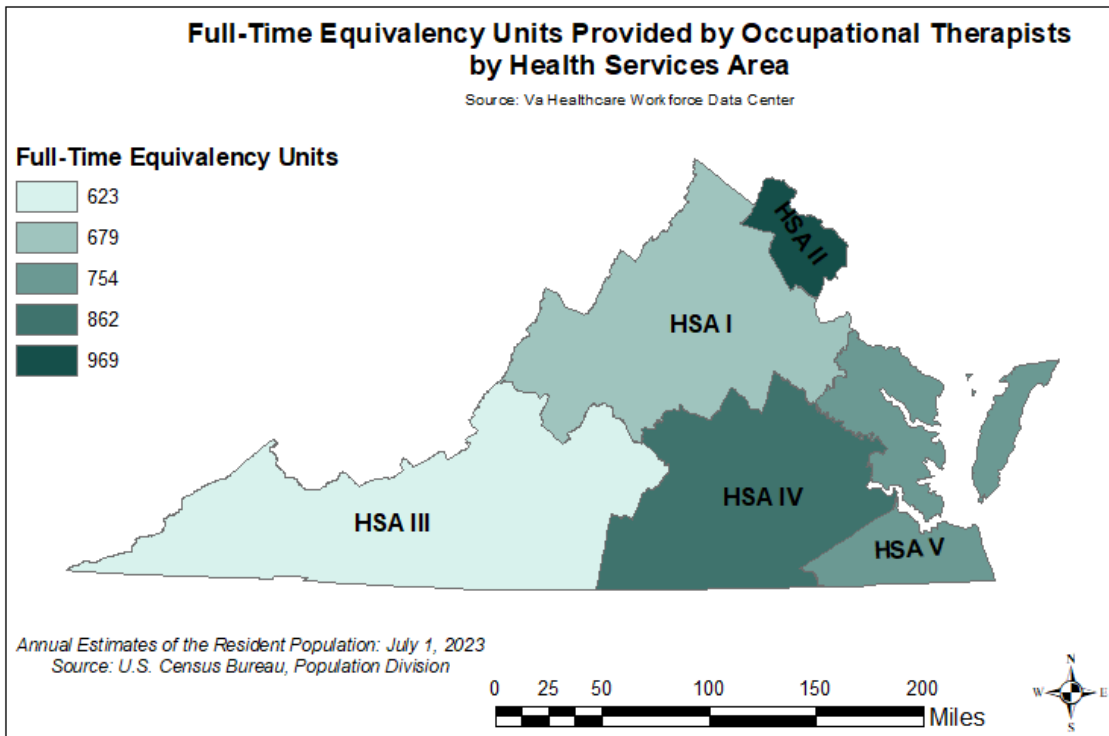 Full-Time Equivalency Units Provided by Occupational Therapists
by Health Services Area
Source: Va Healthcare Workforce Data Center
Full-Time Equivalency Units
623
679
754
862
969
HSA II
HSA I
HSA IV
HSA III
HSA V
Annual Estimates of the Resident Population: July 1, 2023
Source: U.S. Census Bureau, Population Division
0 25 50 100 150 200
Miles
N
W E
S